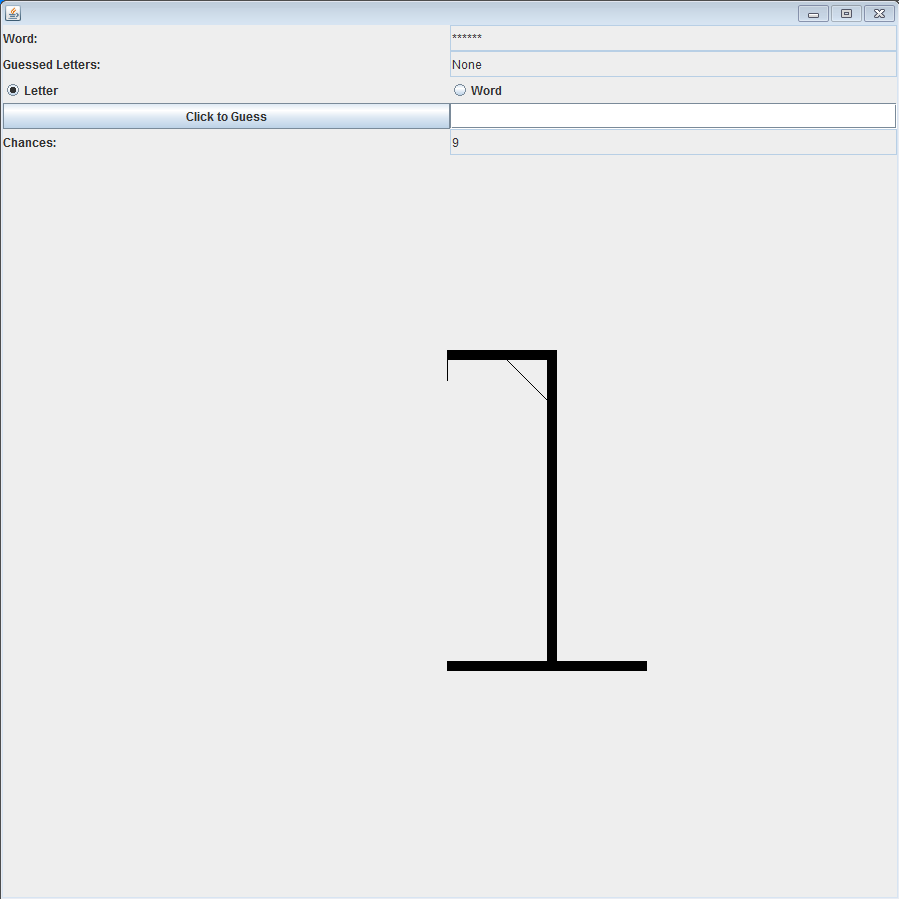 Word: ******
Guessed Letters: None
Letter Word
Click to Guess
Chances: 9